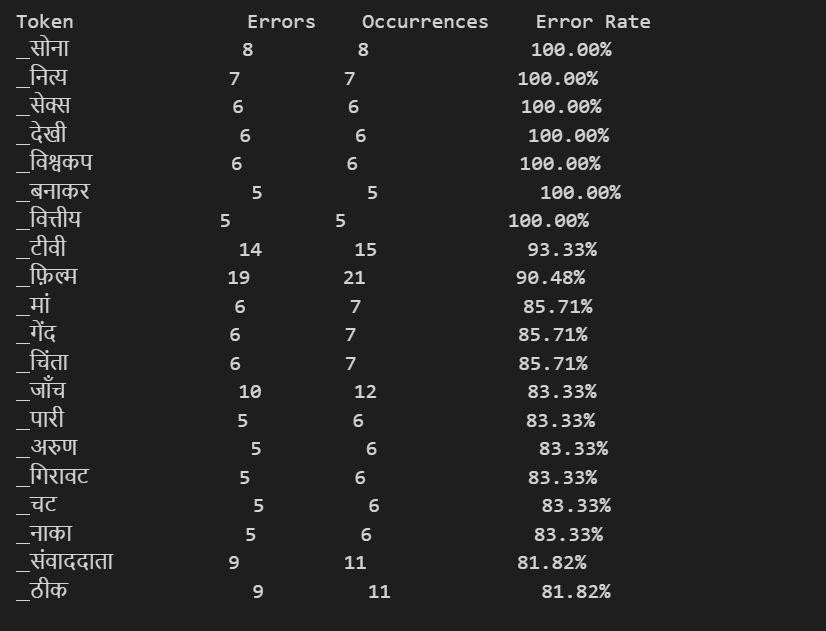 Token Errors Occurrences Error Rate
_सोना 8 8 100.00%
_नित्य 7 7 100.00%
_सेक्स 6 6 100.00%
_देखी 6 6 100.00%
_विश्वकप 6 6 100.00%
_बनाकर 5 5 100.00%
_वित्तीय 5 5 100.00%
_टीवी 14 15 93.33%
_फ़िल्म 19 21 90.48%
_मां 6 7 85.71%
_गेंद 6 7 85.71%
_चिंता 6 7 85.71%
_जाँच 10 12 83.33%
_पारी 5 6 83.33%
_अरुण 5 6 83.33%
_गिरावट 5 6 83.33%
_चट 5 6 83.33%
_नाका 5 6 83.33%
_संवाददाता 9 11 81.82%
_ठीक 9 11 81.82%